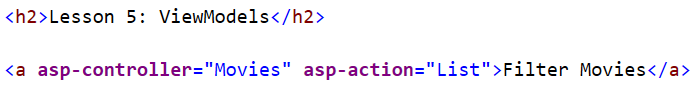 <h2>Lesson 5: ViewModels</h2>
<a asp-controller="Movies" asp-action="List">Filter Movies</a>